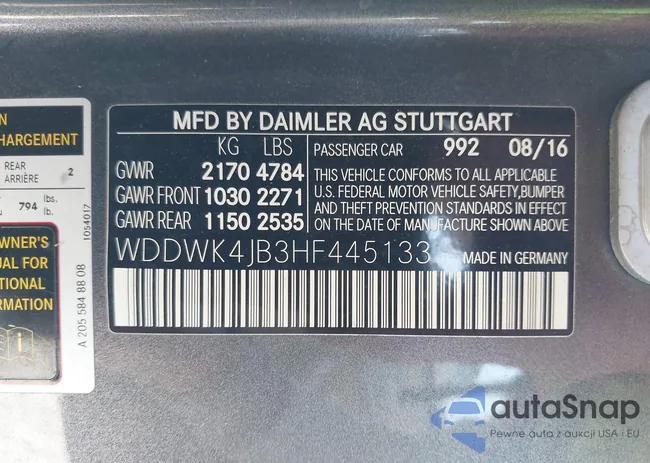 N
HARGEMENT
REAR
ARRIÈRE 2
794 lbs.
lb.
1054017
OWNER'S
UAL FOR
TIONAL
RMATION
A 205 584 88 08
MFD BY DAIMLER AG STUTTGART
KG LBS
GVWR 2170 4784
GAWR FRONT 1030 2271
GAWR REAR 1150 2535
PASSENGER CAR 992 08/16
THIS VEHICLE CONFORMS TO ALL APPLICABLE
U.S. FEDERAL MOTOR VEHICLE SAFETY,BUMPER
AND THEFT PREVENTION STANDARDS IN EFFECT
ON THE DATE OF MANUFACTURE SHOWN ABOVE.
WDDWK4JB3HF445133 MADE IN GERMANY
autaSnap
Pewne auta z aukcji USA i EU